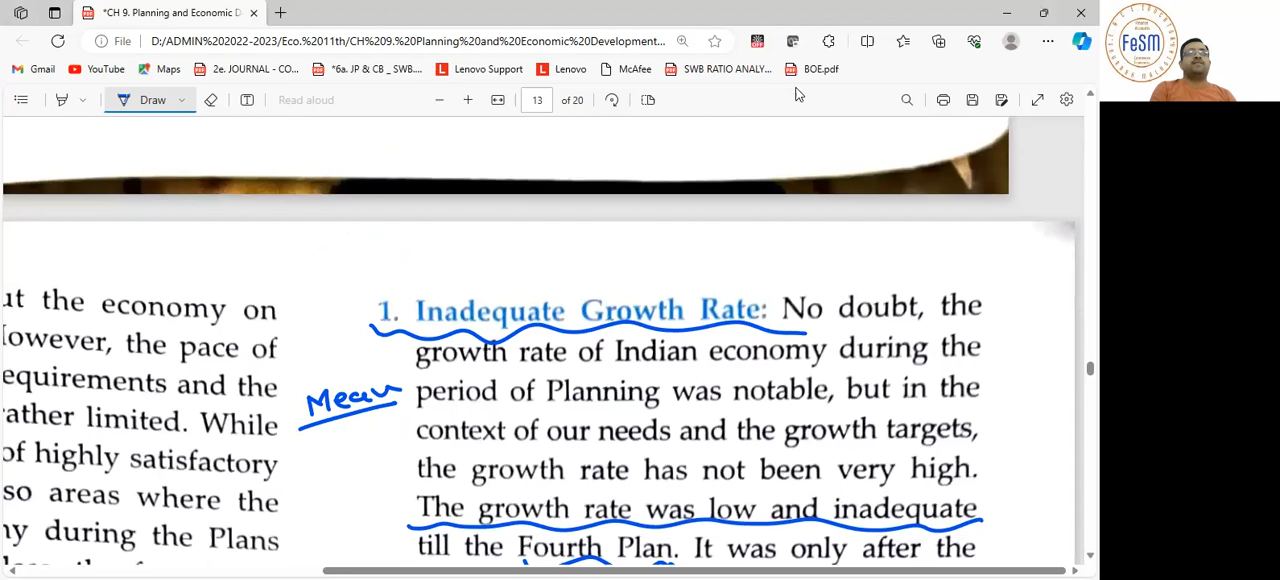 *CH 9. Planning and Economic D
File D:/ADMIN%202022-2023/Eco.%2011th/CH%209.%20Planning%20and%20Economic%20Development...
Gmail YouTube Maps 2e. JOURNAL - CO... *6a. JP & CB _ SWB... Lenovo Support Lenovo McAfee SWB RATIO ANALY... BOE.pdf
Draw Read aloud 13 of 20
FeSM
ut the economy on
However, the pace of
equirements and the
rather limited. While
of highly satisfactory
so areas where the
ny during the Plans
1. Inadequate Growth Rate: No doubt, the
growth rate of Indian economy during the
period of Planning was notable, but in the
context of our needs and the growth targets,
the growth rate has not been very high.
The growth rate was low and inadequate
till the Fourth Plan. It was only after the
Mean